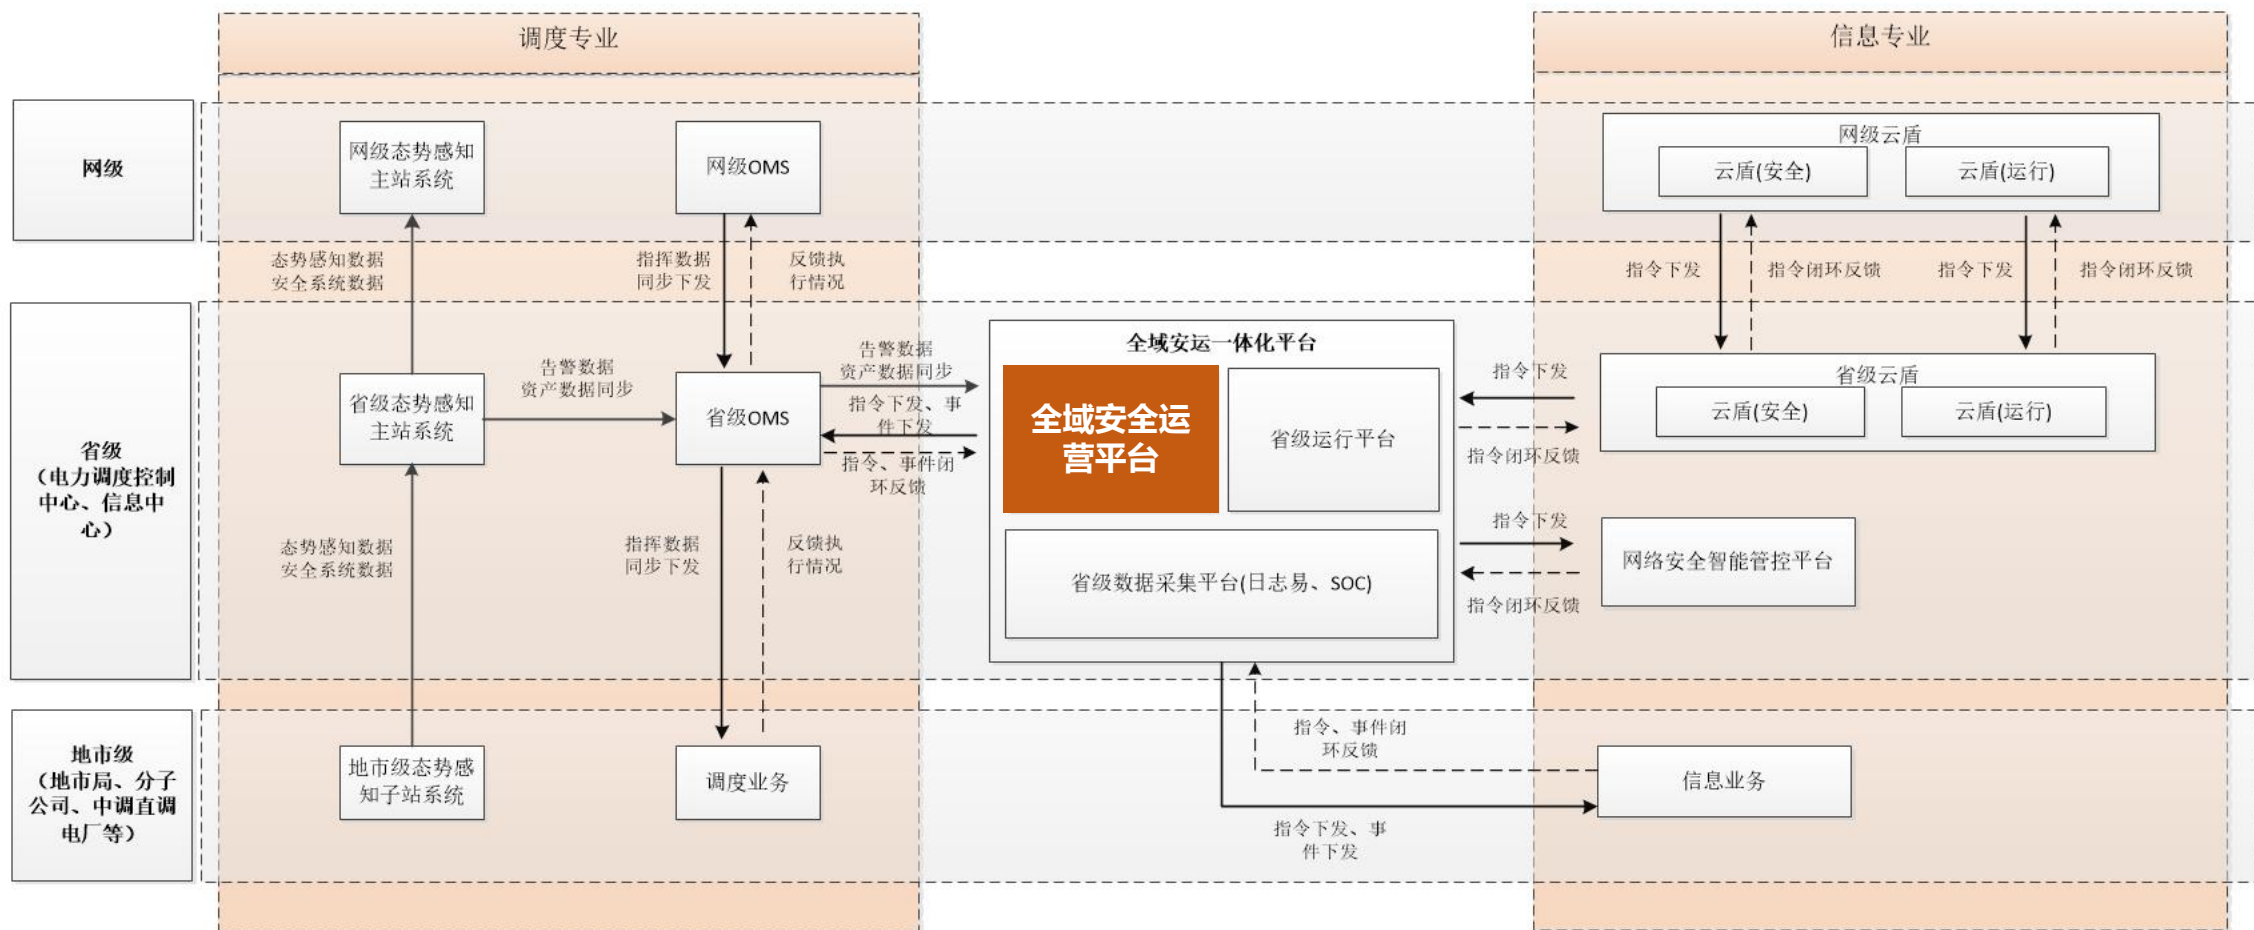 调度专业
信息专业
网级
网级态势感知
主站系统
网级OMS
网级云盾
云盾(安全)
云盾(运行)
态势感知数据
安全系统数据
指挥数据
同步下发
反馈执
行情况
指令下发
指令闭环反馈
指令下发
指令闭环反馈
省级
（电力调度控制
中心、信息中
心）
省级态势感知
主站系统
告警数据
资产数据同步
省级OMS
告警数据
资产数据同步
指令下发、事
件下发
指令、事件闭
环反馈
全域安运一体化平台
全域安全运
营平台
省级运行平台
省级数据采集平台(日志易、SOC)
指令下发
指令闭环反馈
省级云盾
云盾(安全)
云盾(运行)
指令下发
指令闭环反馈
网络安全智能管控平台
态势感知数据
安全系统数据
指挥数据
同步下发
反馈执
行情况
地市级
（地市局、分子
公司、中调直调
电厂等）
地市级态势感
知子站系统
调度业务
指令、事件闭
环反馈
指令下发、事
件下发
信息业务